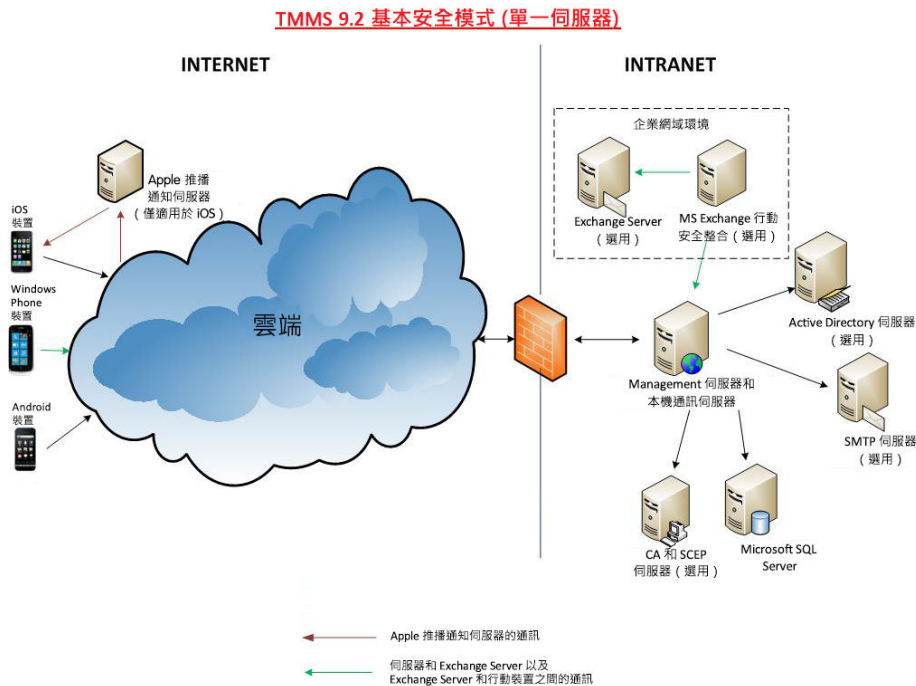 TMMS 9.2 基本安全模式 (單一伺服器)
INTERNET
INTRANET
企業網域環境
Apple 推播
通知伺服器
(僅適用於 iOS)
iOS
裝置
Exchange Server
(選用)
MS Exchange 行動
安全整合 (選用)
Windows
Phone
裝置
雲端
Active Directory 伺服器
(選用)
Management 伺服器和
本機通訊伺服器
Android
裝置
SMTP 伺服器
(選用)
CA 和 SCEP
伺服器 (選用)
Microsoft SQL
Server
Apple 推播通知伺服器的通訊
伺服器和 Exchange Server 以及
Exchange Server 和行動裝置之間的通訊